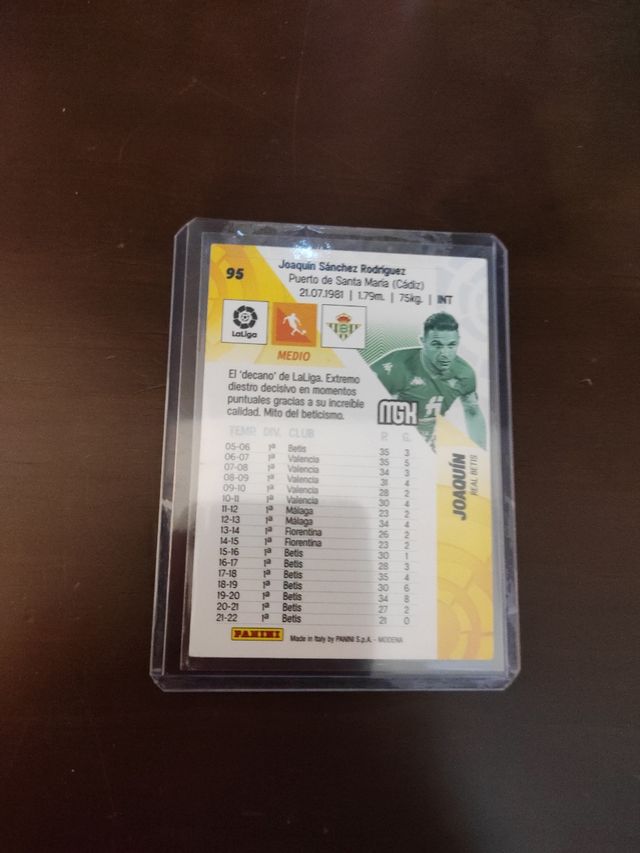 95
Joaquín Sánchez Rodríguez
Puerto de Santa María (Cádiz)
21.07.1981 | 1.79m. | 75kg. | INT
LaLiga
MEDIO
El 'decano' de LaLiga. Extremo
diestro decisivo en momentos
puntuales gracias a su increíble
calidad. Mito del beticismo.
MGK
JOAQUÍN
REAL BETIS
TEMP. DIV. CLUB P. G.
05-06 1ª Betis 35 3
06-07 1ª Valencia 35 5
07-08 1ª Valencia 34 3
08-09 1ª Valencia 31 4
09-10 1ª Valencia 28 2
10-11 1ª Valencia 30 4
11-12 1ª Málaga 23 2
12-13 1ª Málaga 34 4
13-14 1ª Fiorentina 26 2
14-15 1ª Fiorentina 23 2
15-16 1ª Betis 30 1
16-17 1ª Betis 28 3
17-18 1ª Betis 35 4
18-19 1ª Betis 30 6
19-20 1ª Betis 34 8
20-21 1ª Betis 27 2
21-22 1ª Betis 21 0
PANINI Made in Italy by PANINI S.p.A. - MODENA